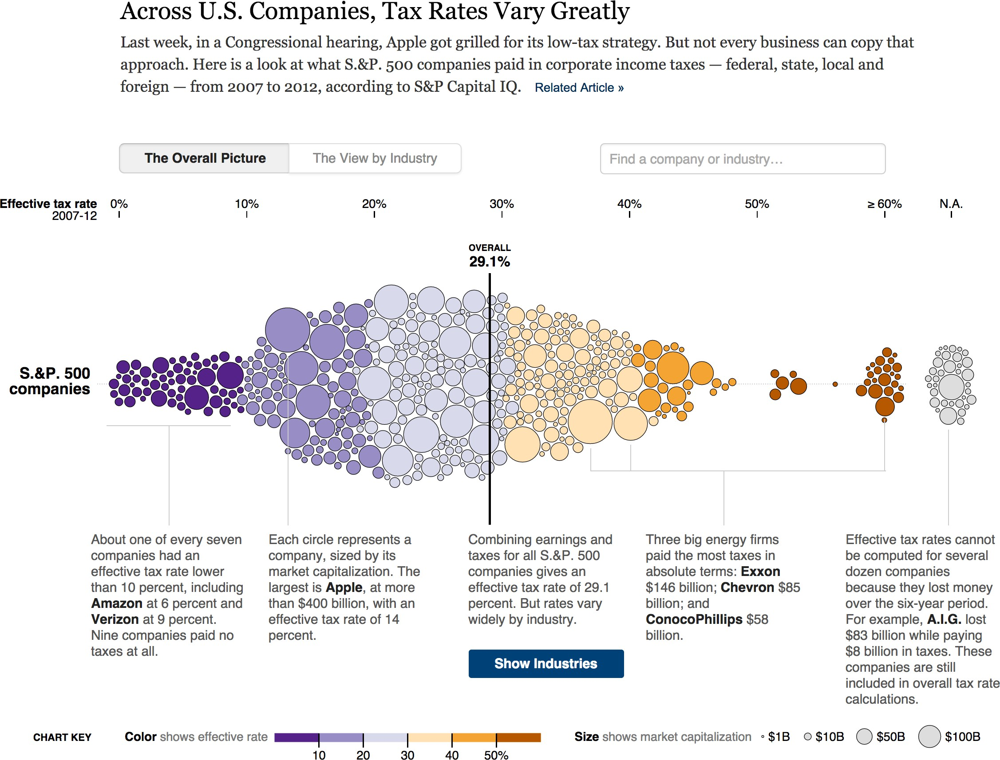 Across U.S. Companies, Tax Rates Vary Greatly
Last week, in a Congressional hearing, Apple got grilled for its low-tax strategy. But not every business can copy that
approach. Here is a look at what S.&P. 500 companies paid in corporate income taxes — federal, state, local and
foreign — from 2007 to 2012, according to S&P Capital IQ. Related Article »
The Overall Picture
The View by Industry
Find a company or industry…
Effective tax rate
2007-12
0% 10% 20% 30% 40% 50% ≥ 60% N.A.
OVERALL
29.1%
S.&P. 500
companies
About one of every seven
companies had an
effective tax rate lower
than 10 percent, including
Amazon at 6 percent and
Verizon at 9 percent.
Nine companies paid no
taxes at all.
Each circle represents a
company, sized by its
market capitalization. The
largest is Apple, at more
than $400 billion, with an
effective tax rate of 14
percent.
Combining earnings and
taxes for all S.&P. 500
companies gives an
effective tax rate of 29.1
percent. But rates vary
widely by industry.
Show Industries
Three big energy firms
paid the most taxes in
absolute terms: Exxon
$146 billion; Chevron $85
billion; and
ConocoPhillips $58
billion.
Effective tax rates cannot
be computed for several
dozen companies
because they lost money
over the six-year period.
For example, A.I.G. lost
$83 billion while paying
$8 billion in taxes. These
companies are still
included in overall tax rate
calculations.
CHART KEY
Color shows effective rate
10 20 30 40 50%
Size shows market capitalization $1B $10B $50B $100B